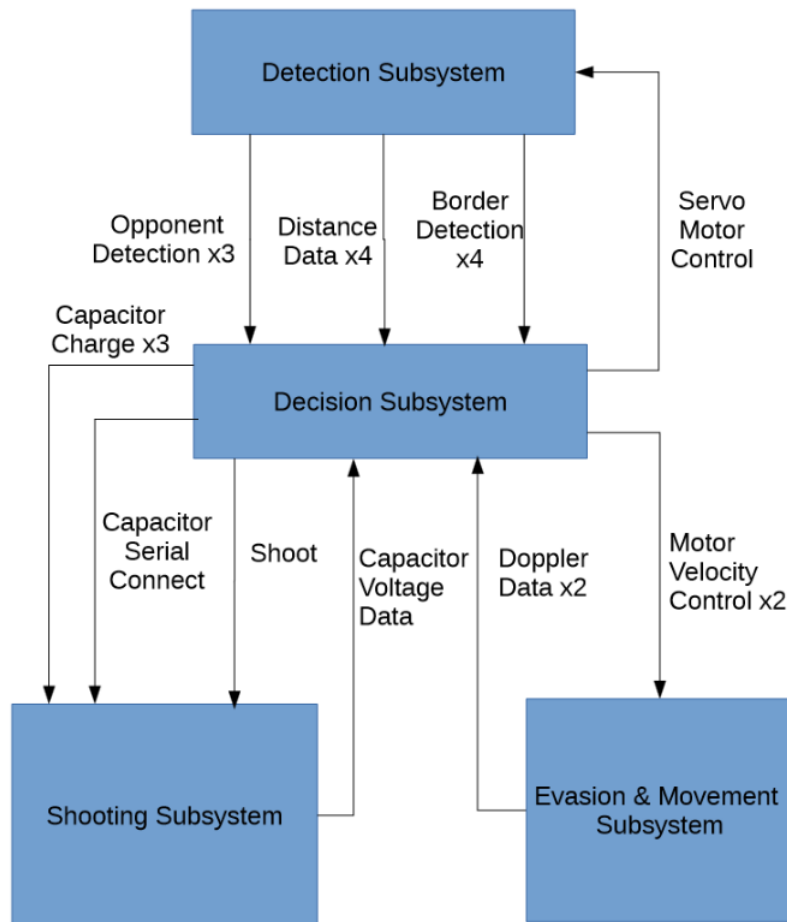 Detection Subsystem
Opponent
Detection x3
Distance
Data x4
Border
Detection
x4
Servo
Motor
Control
Capacitor
Charge x3
Decision Subsystem
Capacitor
Serial
Connect
Shoot
Capacitor
Voltage
Data
Doppler
Data x2
Motor
Velocity
Control x2
Shooting Subsystem
Evasion & Movement
Subsystem